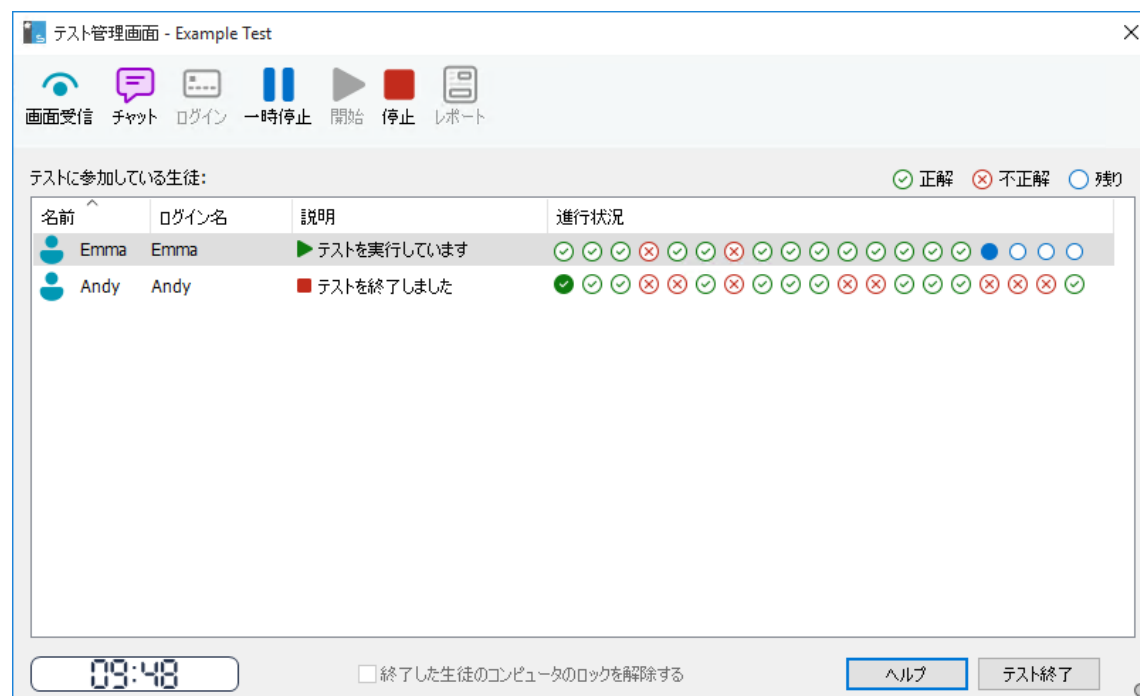 テスト管理画面 - Example Test
画面受信 チャット ログイン 一時停止 開始 停止 レポート
テストに参加している生徒: 正解 不正解 残り
名前 ログイン名 説明 進行状況
Emma Emma テストを実行しています
Andy Andy テストを終了しました
09:48 終了した生徒のコンピュータのロックを解除する ヘルプ テスト終了